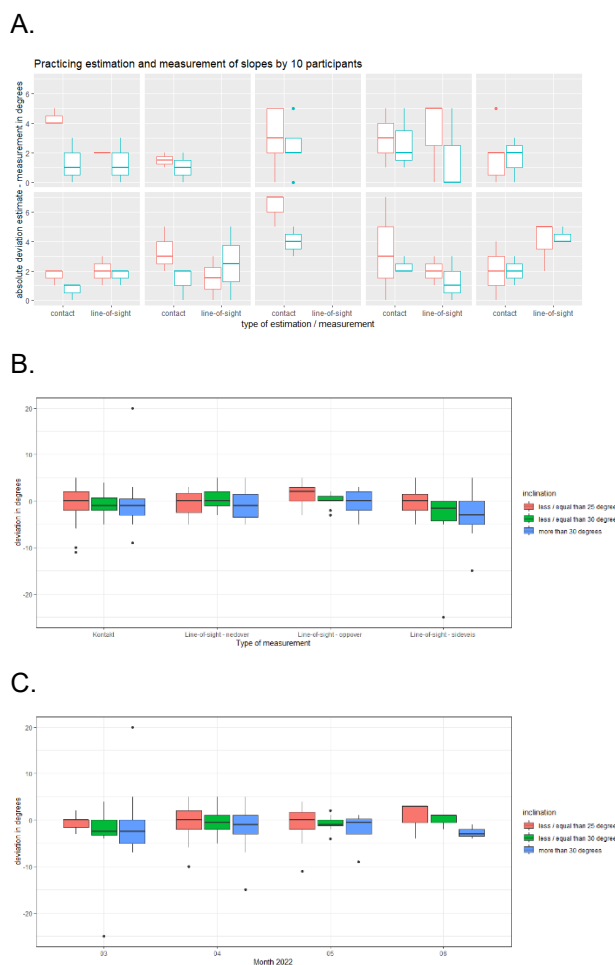 A.
Practicing estimation and measurement of slopes by 10 participants
absolute deviation estimate - measurement in degrees
6
4
2
0
6
4
2
0
contact line-of-sight contact line-of-sight contact line-of-sight contact line-of-sight contact line-of-sight
type of estimation / measurement
B.
deviation in degrees
20
10
0
-10
-20
Kontakt Line-of-sight - nedover Line-of-sight - oppover Line-of-sight - sideveis
Type of measurement
inclination
less / equal than 25 degree
less / equal than 30 degree
more than 30 degrees
C.
deviation in degrees
20
10
0
-10
-20
03 04 05 06
Month 2022
inclination
less / equal than 25 degree
less / equal than 30 degree
more than 30 degrees